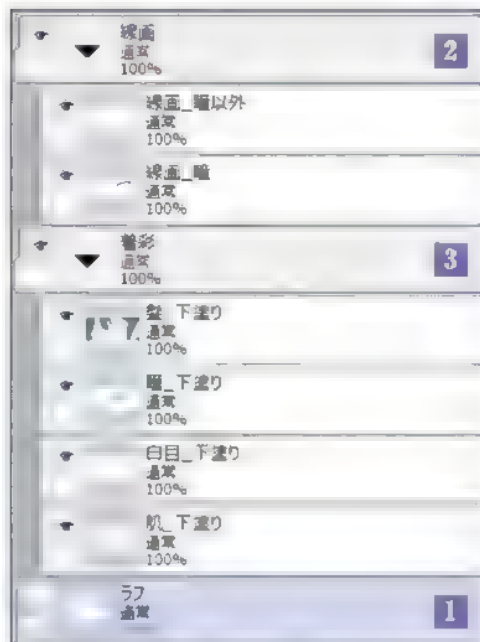 線画
通常
100%
2
線画_瞳以外
通常
100%
線画_瞳
通常
100%
着彩
通常
100%
3
髪_下塗り
通常
100%
瞳_下塗り
通常
100%
白目_下塗り
通常
100%
肌_下塗り
通常
100%
ラフ
通常
1